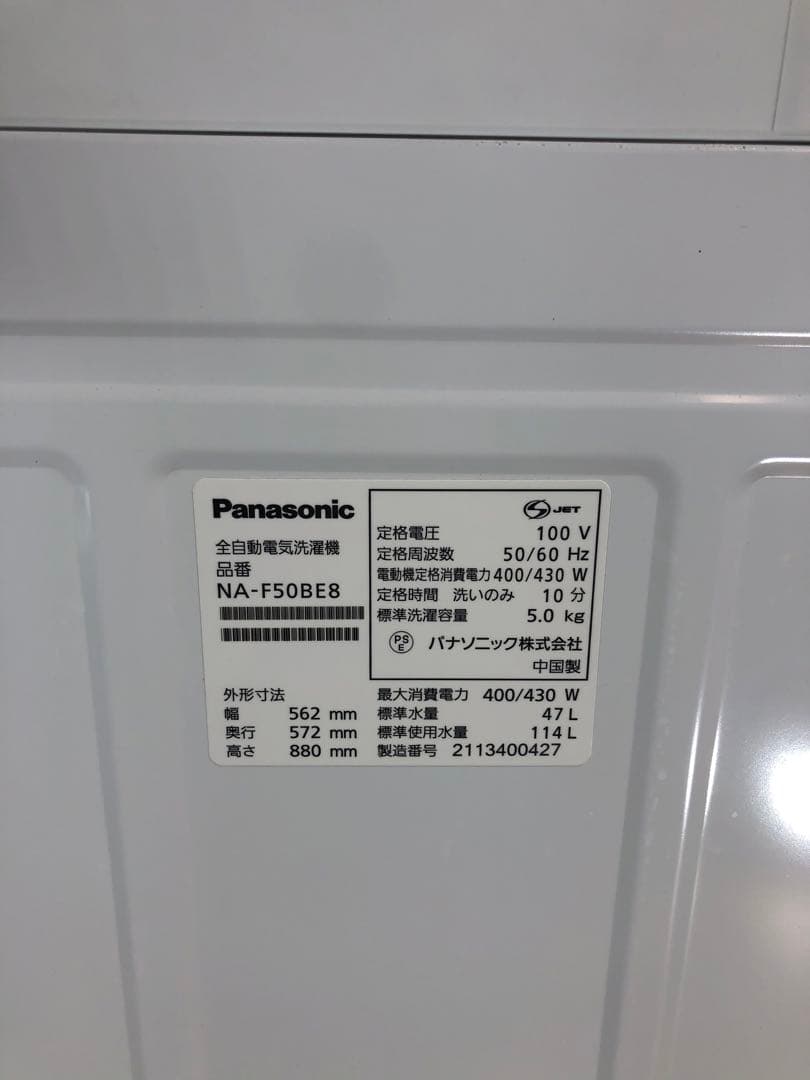 Panasonic
全自動電気洗濯機
品番
NA-F50BE8
JET
定格電圧 100 V
定格周波数 50/60 Hz
電動機定格消費電力 400/430 W
定格時間 洗いのみ 10 分
標準洗濯容量 5.0 kg
PS E パナソニック株式会社
中国製
外形寸法
幅 562 mm
奥行 572 mm
高さ 880 mm
最大消費電力 400/430 W
標準水量 47 L
標準使用水量 114 L
製造番号 2113400427